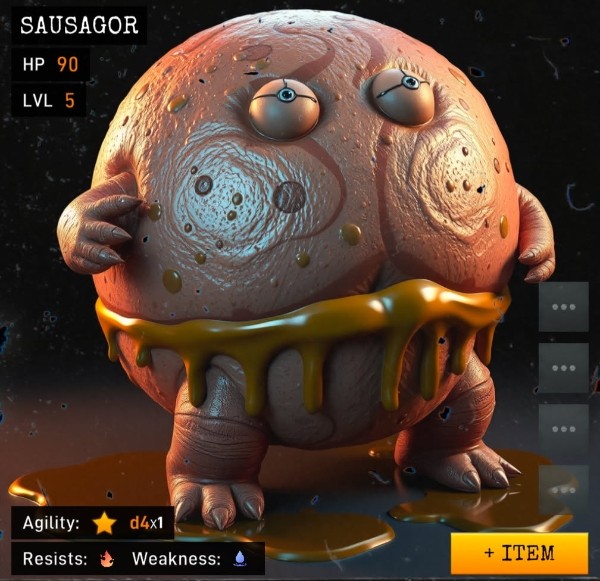 SAUSAGOR
HP 90
LVL 5
Agility: d4x1
Resists: Weakness:
+ ITEM